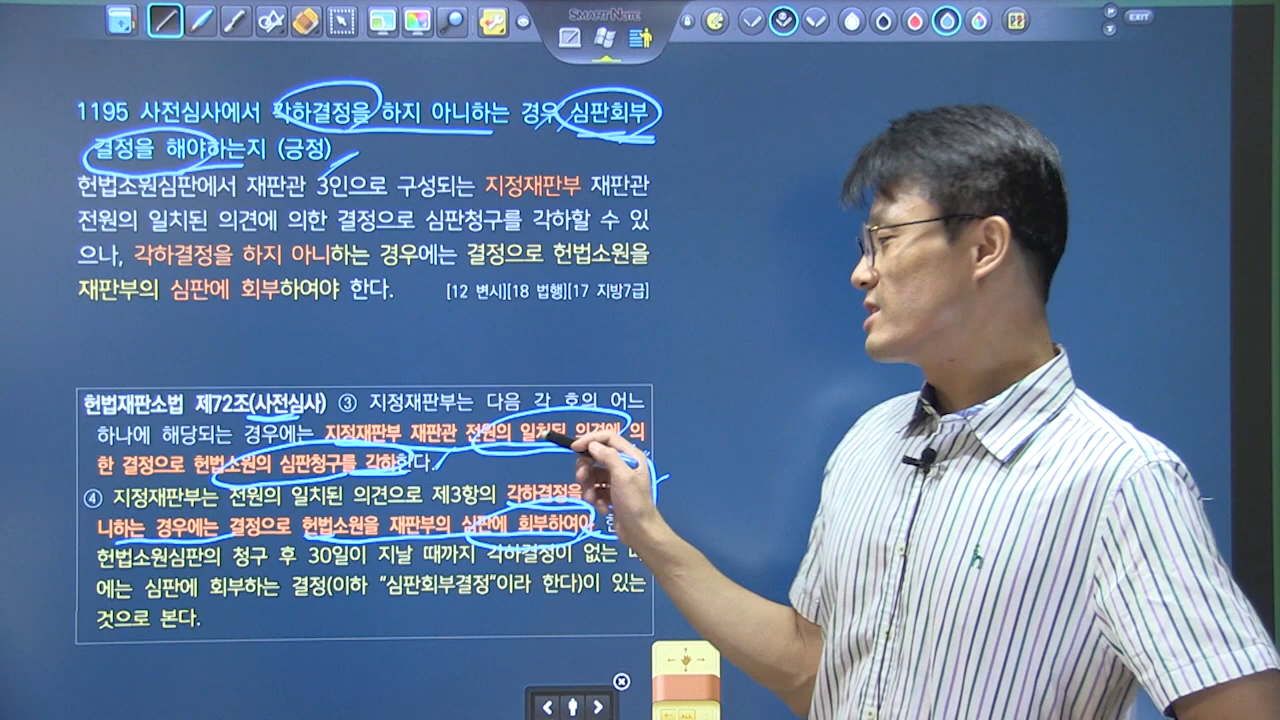 SMARTNOTE
EXIT
1195 사전심사에서 각하결정을 하지 아니하는 경우 심판회부
결정을 해야하는지 (긍정)
헌법소원심판에서 재판관 3인으로 구성되는 지정재판부 재판관
전원의 일치된 의견에 의한 결정으로 심판청구를 각하할 수 있
으나, 각하결정을 하지 아니하는 경우에는 결정으로 헌법소원을
재판부의 심판에 회부하여야 한다. [12 변시][18 법행][17 지방7급]
헌법재판소법 제72조(사전심사) ③ 지정재판부는 다음 각 호의 어느
하나에 해당되는 경우에는 지정재판부 재판관 전원의 일치된 의견에 의
한 결정으로 헌법소원의 심판청구를 각하한다.
④ 지정재판부는 전원의 일치된 의견으로 제3항의 각하결정을
니하는 경우에는 결정으로 헌법소원을 재판부의 심판에 회부하여야
헌법소원심판의 청구 후 30일이 지날 때까지 각하결정이 없는
에는 심판에 회부하는 결정(이하 "심판회부결정"이라 한다)이 있는
것으로 본다.
ALL